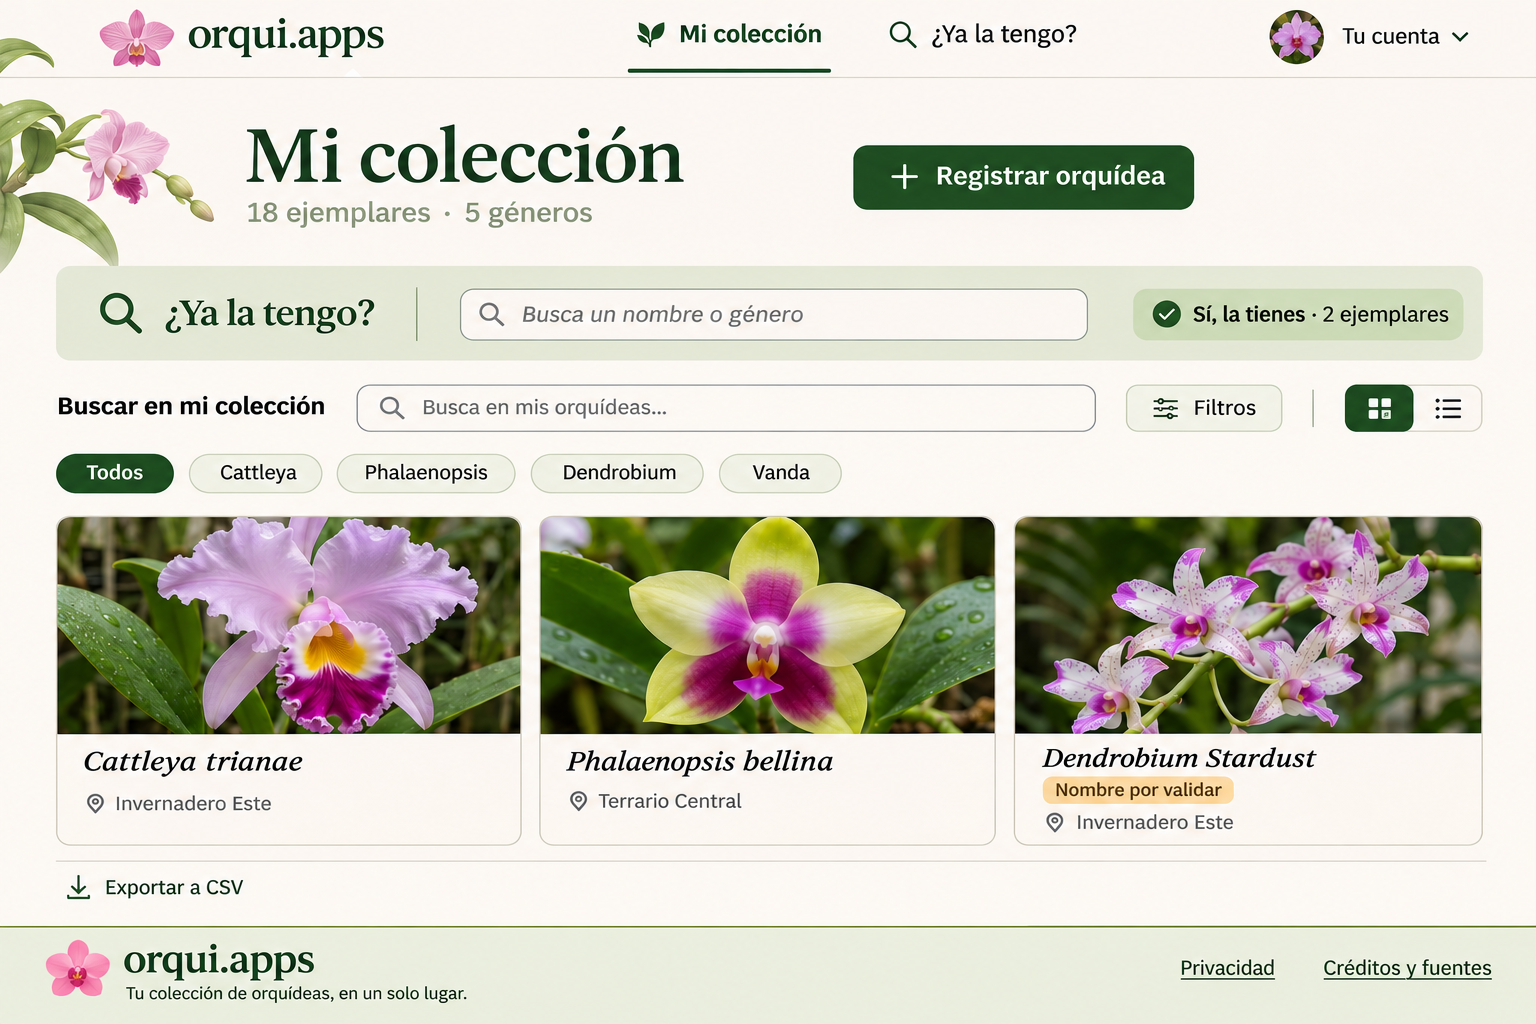 orqui.apps
Mi colección
¿Ya la tengo?
Tu cuenta
Mi colección
18 ejemplares · 5 géneros
+ Registrar orquídea
¿Ya la tengo?
Busca un nombre o género
Sí, la tienes · 2 ejemplares
Buscar en mi colección
Busca en mis orquídeas...
Filtros
Todos
Cattleya
Phalaenopsis
Dendrobium
Vanda
Cattleya trianae
Invernadero Este
Phalaenopsis bellina
Terrario Central
Dendrobium Stardust
Nombre por validar
Invernadero Este
Exportar a CSV
orqui.apps
Tu colección de orquídeas, en un solo lugar.
Privacidad
Créditos y fuentes